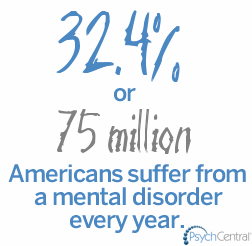 32.4%
or
75 million
Americans suffer from
a mental disorder
every year.
PsychCentral